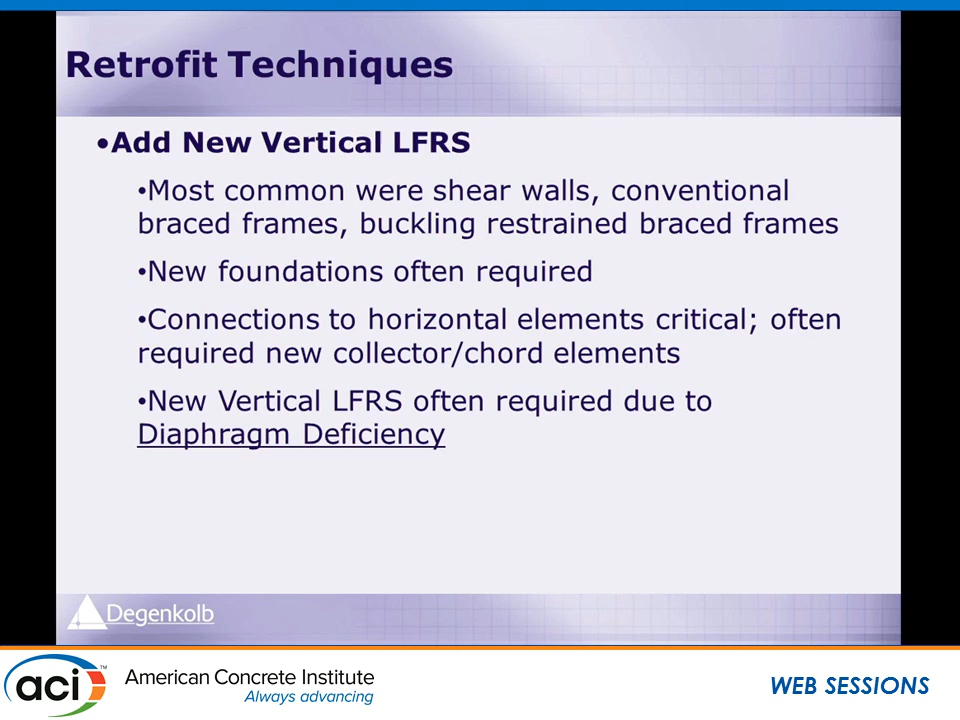 Retrofit Techniques
•Add New Vertical LFRS
•Most common were shear walls, conventional
braced frames, buckling restrained braced frames
•New foundations often required
•Connections to horizontal elements critical; often
required new collector/chord elements
•New Vertical LFRS often required due to
Diaphragm Deficiency
Degenkolb
aci™
American Concrete Institute
Always advancing
WEB SESSIONS